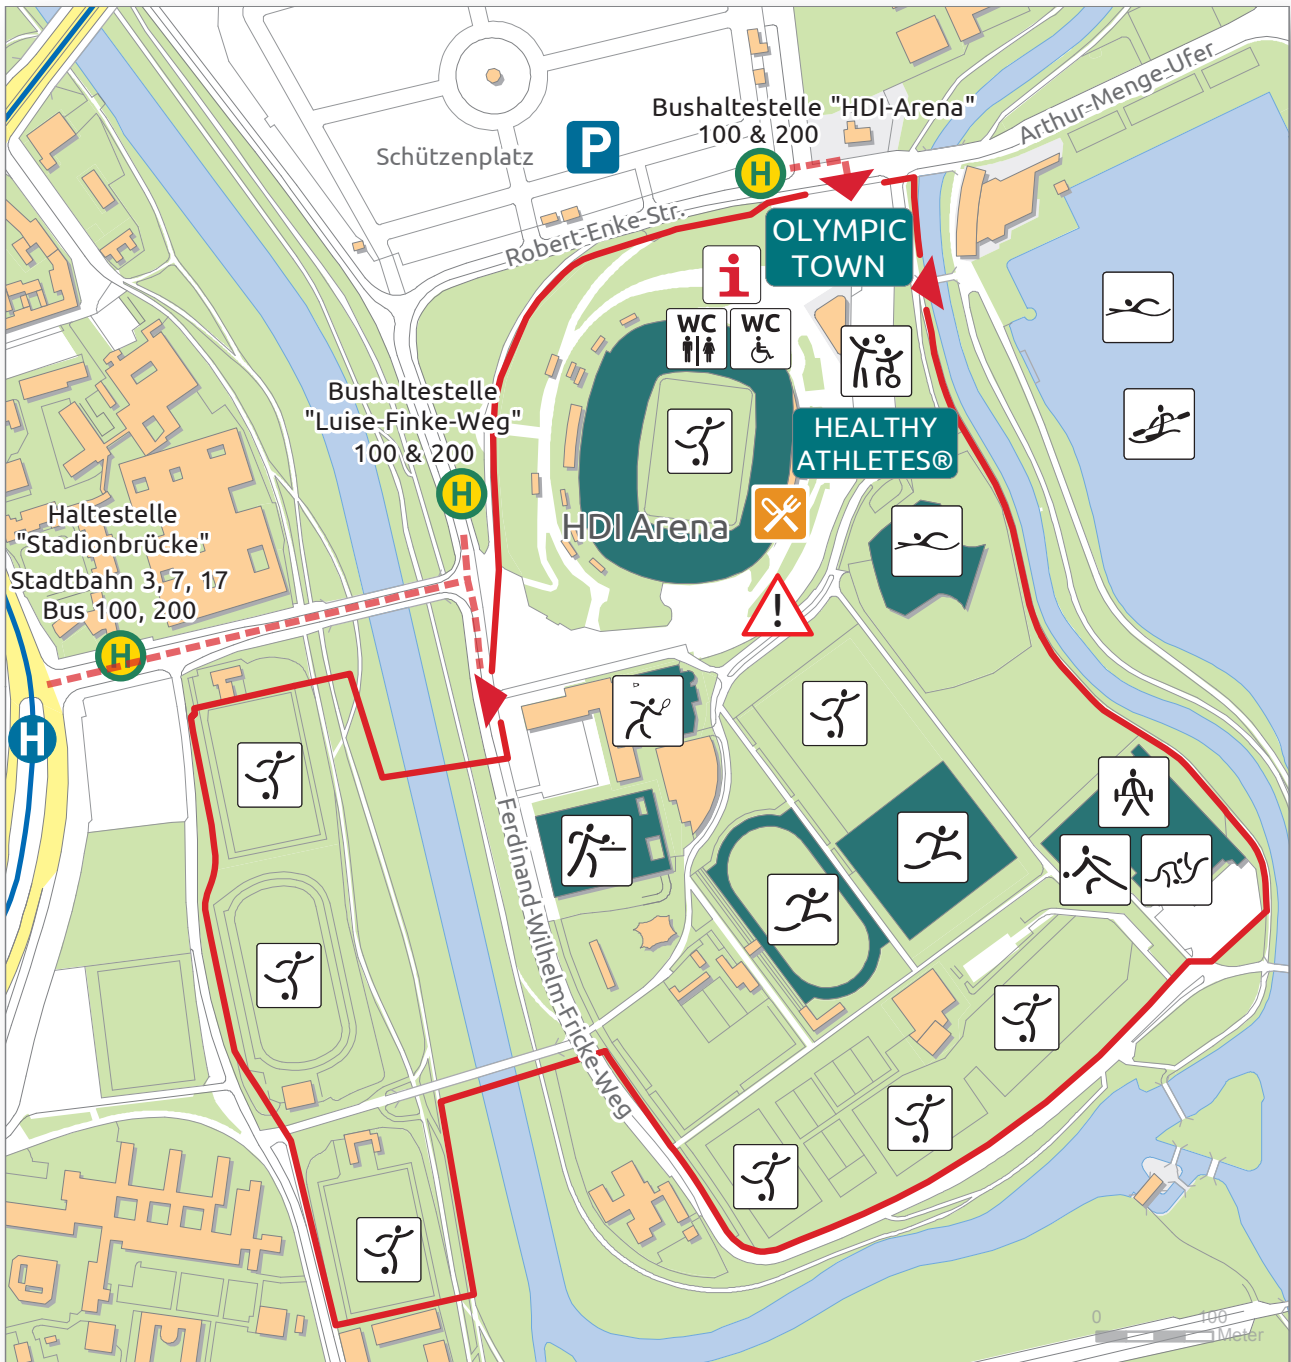 Arthur-Menge-Ufer
Bushaltestelle "HDI-Arena"
100 & 200
P
Schützenplatz
H
Robert-Enke-Str.
OLYMPIC
TOWN
i
WC
WC
Bushaltestelle
"Luise-Finke-Weg"
100 & 200
H
HEALTHY
ATHLETES®
HDI Arena
Haltestelle
"Stadionbrücke"
Stadtbahn 3, 7, 17
Bus 100, 200
H
!
H
Ferdinand-Wilhelm-Fricke-Weg
0 100
Meter